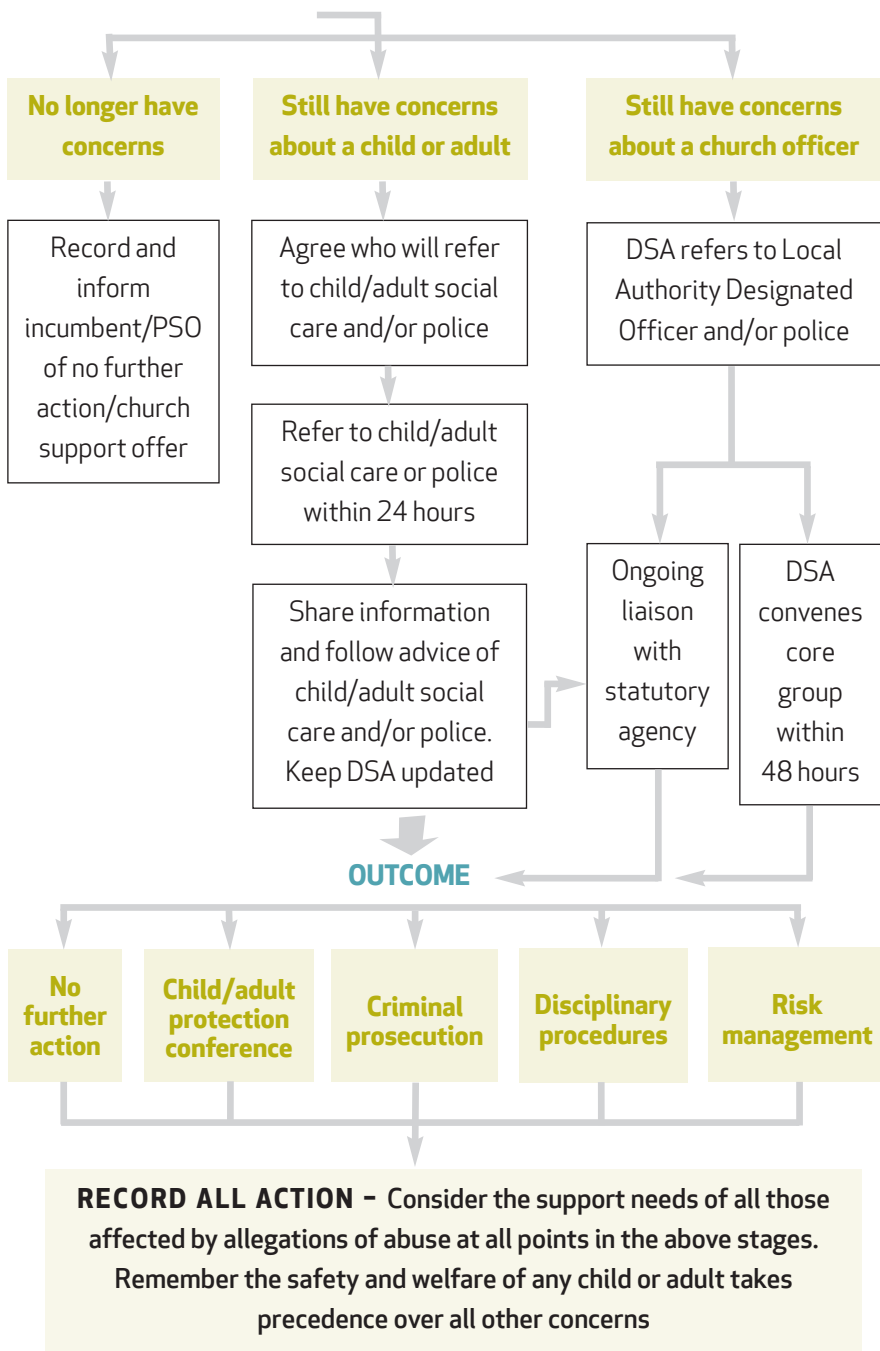 No longer have
concerns
Still have concerns
about a child or adult
Still have concerns
about a church officer
Record and
inform
incumbent/PSO
of no further
action/church
support offer
Agree who will refer
to child/adult social
care and/or police
DSA refers to Local
Authority Designated
Officer and/or police
Refer to child/adult
social care or police
within 24 hours
Share information
and follow advice of
child/adult social
care and/or police.
Keep DSA updated
Ongoing
liaison
with
statutory
agency
DSA
convenes
core
group
within
48 hours
OUTCOME
No
further
action
Child/adult
protection
conference
Criminal
prosecution
Disciplinary
procedures
Risk
management
RECORD ALL ACTION – Consider the support needs of all those
affected by allegations of abuse at all points in the above stages.
Remember the safety and welfare of any child or adult takes
precedence over all other concerns